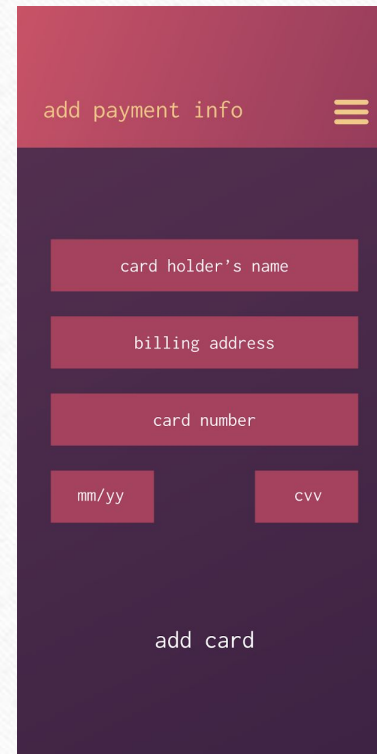 add payment info
card holder's name
billing address
card number
mm/yy
cvv
add card